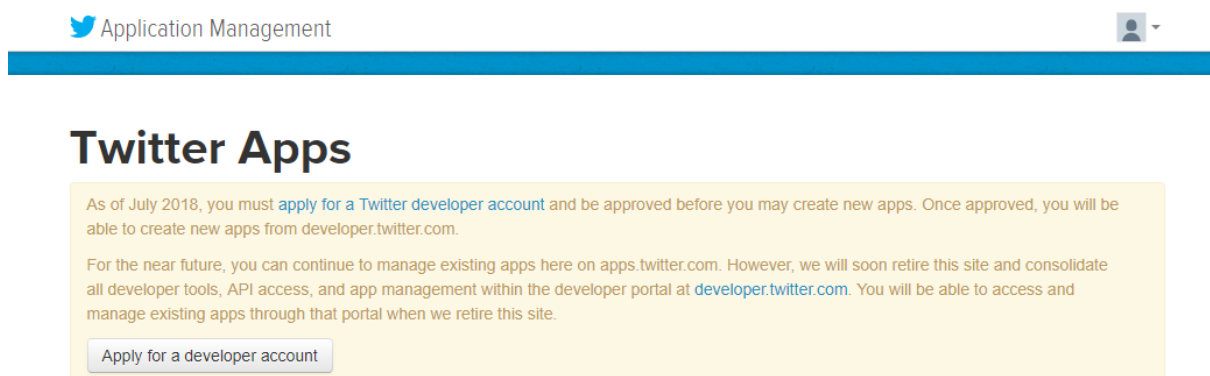 Application Management
Twitter Apps
As of July 2018, you must apply for a Twitter developer account and be approved before you may create new apps. Once approved, you will be
able to create new apps from developer.twitter.com.
For the near future, you can continue to manage existing apps here on apps.twitter.com. However, we will soon retire this site and consolidate
all developer tools, API access, and app management within the developer portal at developer.twitter.com. You will be able to access and
manage existing apps through that portal when we retire this site.
Apply for a developer account